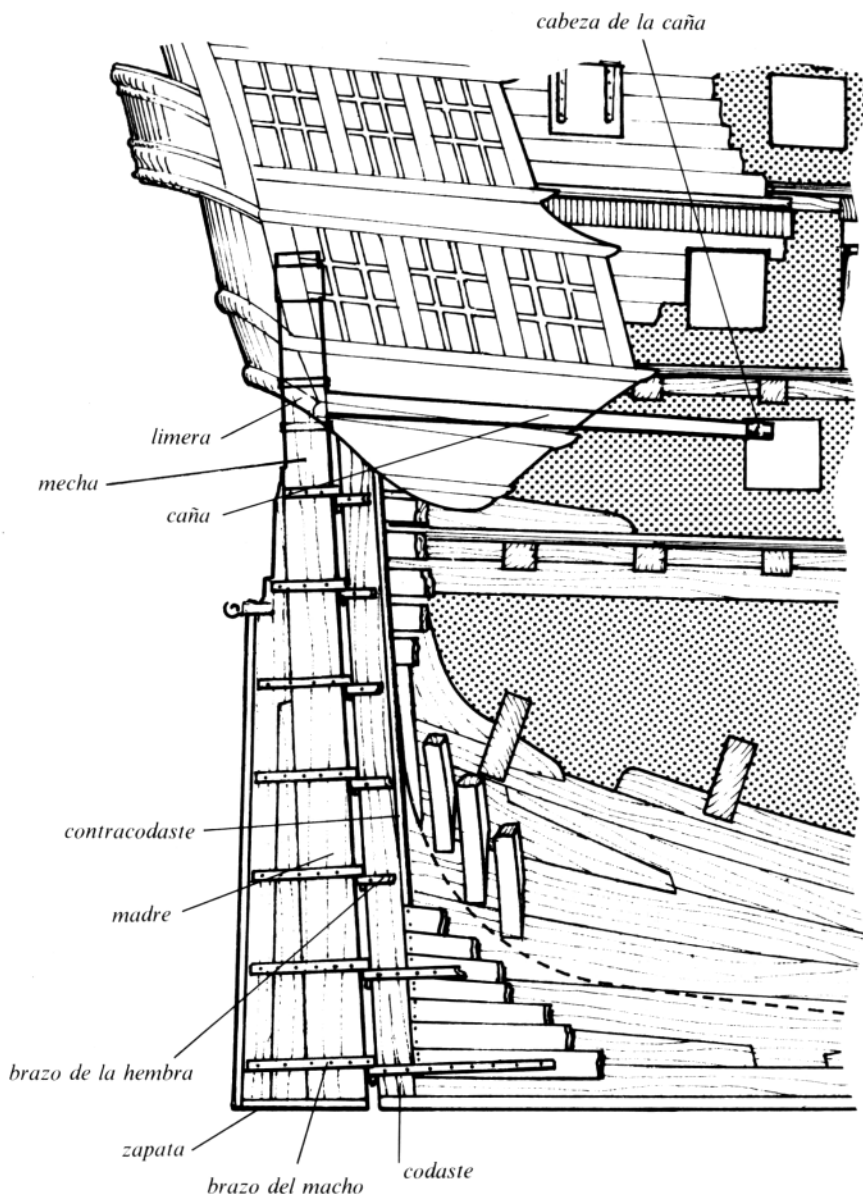 cabeza de la caña
limera
mecha
caña
contracodaste
madre
brazo de la hembra
zapata
codaste
brazo del macho